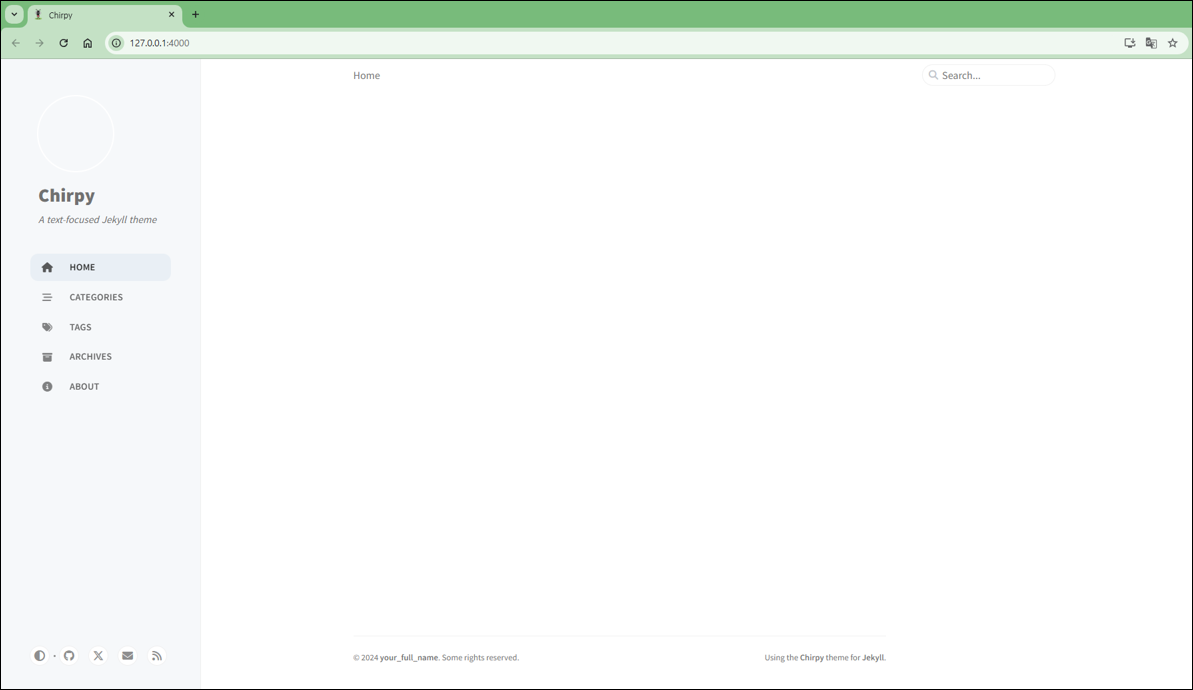 Chirpy
127.0.0.1:4000
Home
Search...
Chirpy
A text-focused Jekyll theme
HOME
CATEGORIES
TAGS
ARCHIVES
ABOUT
© 2024 your_full_name. Some rights reserved.
Using the Chirpy theme for Jekyll.